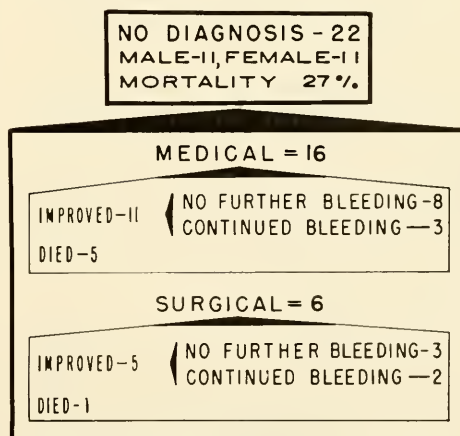 NO DIAGNOSIS - 22
MALE-11, FEMALE-11
MORTALITY 27%
MEDICAL = 16
IMPROVED-11 NO FURTHER BLEEDING-8
CONTINUED BLEEDING-3
DIED-5
SURGICAL = 6
IMPROVED-5 NO FURTHER BLEEDING-3
CONTINUED BLEEDING-2
DIED-1